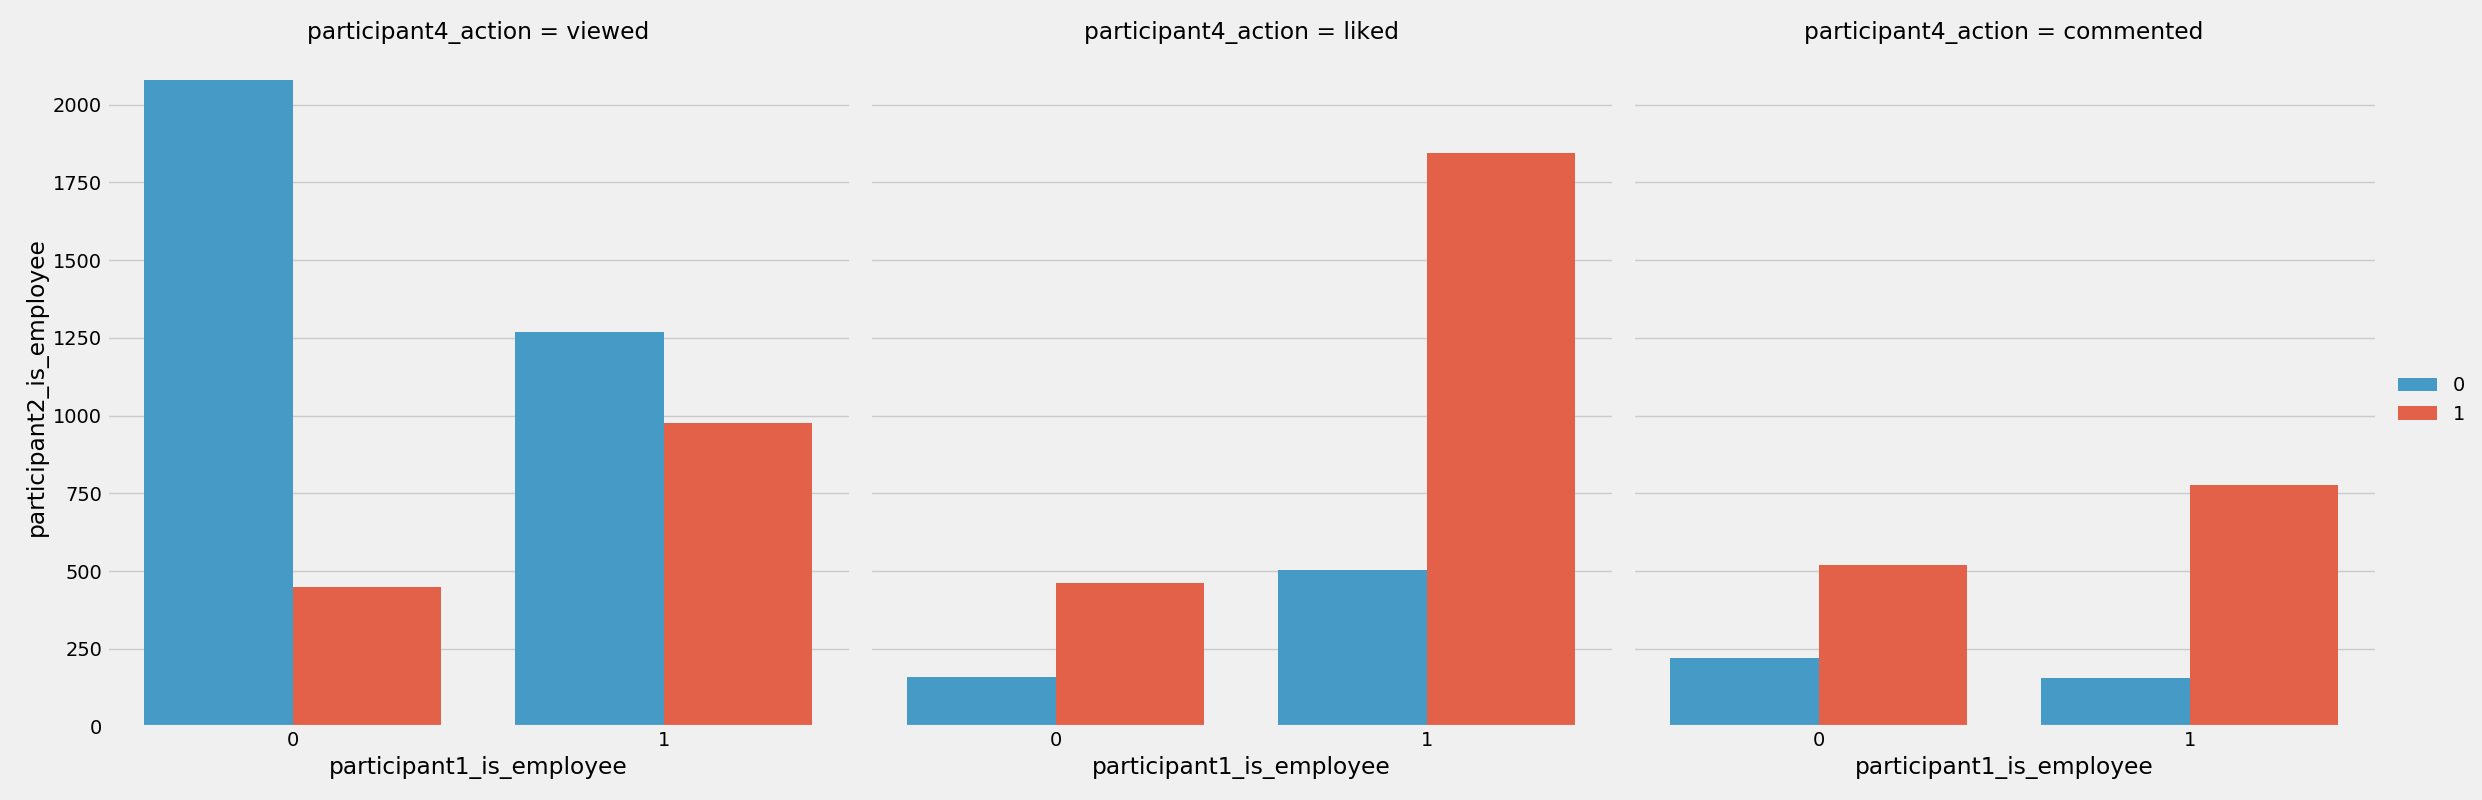 participant4_action = viewed
participant4_action = liked
participant4_action = commented
participant2_is_employee
2000
1750
1500
1250
1000
750
500
250
0
0 1
0 1
0 1
participant1_is_employee
participant1_is_employee
participant1_is_employee
0
1